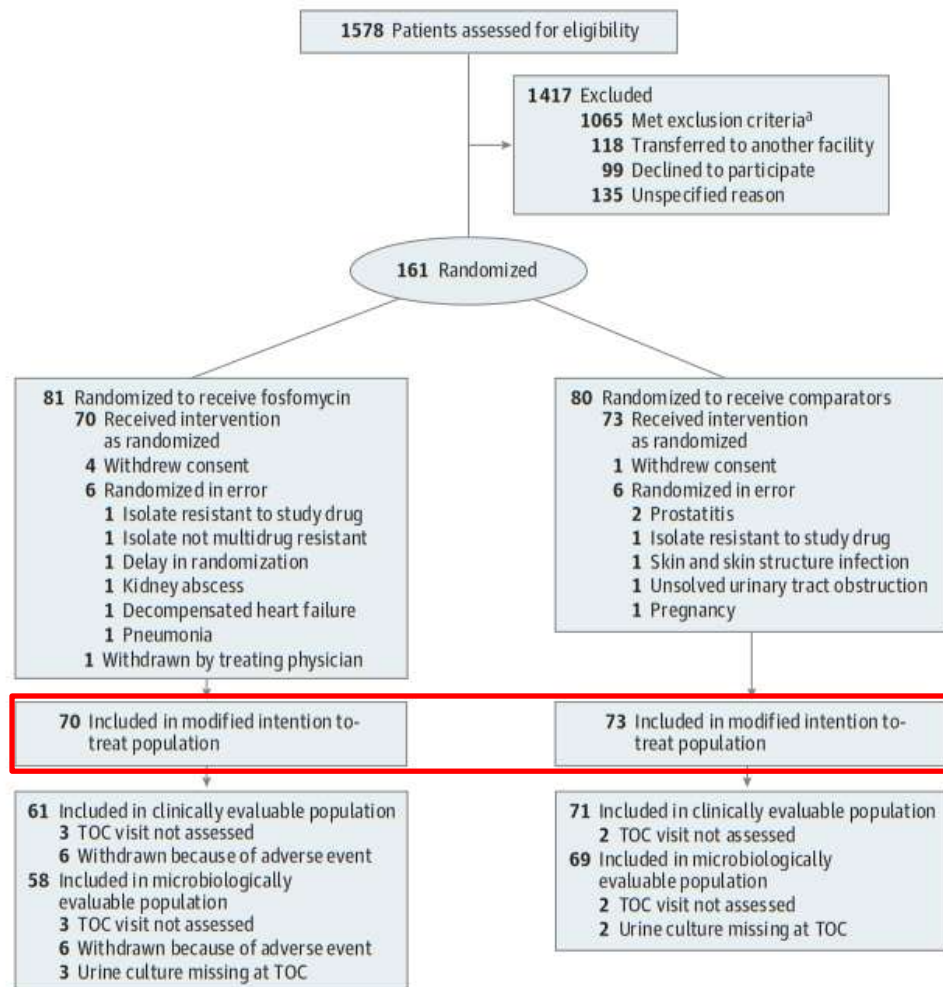 1578 Patients assessed for eligibility
1417 Excluded
1065 Met exclusion criteriaᵃ
118 Transferred to another facility
99 Declined to participate
135 Unspecified reason
161 Randomized
81 Randomized to receive fosfomycin
70 Received intervention
as randomized
4 Withdrew consent
6 Randomized in error
1 Isolate resistant to study drug
1 Isolate not multidrug resistant
1 Delay in randomization
1 Kidney abscess
1 Decompensated heart failure
1 Pneumonia
1 Withdrawn by treating physician
80 Randomized to receive comparators
73 Received intervention
as randomized
1 Withdrew consent
6 Randomized in error
2 Prostatitis
1 Isolate resistant to study drug
1 Skin and skin structure infection
1 Unsolved urinary tract obstruction
1 Pregnancy
70 Included in modified intention to-
treat population
73 Included in modified intention to-
treat population
61 Included in clinically evaluable population
3 TOC visit not assessed
6 Withdrawn because of adverse event
58 Included in microbiologically
evaluable population
3 TOC visit not assessed
6 Withdrawn because of adverse event
3 Urine culture missing at TOC
71 Included in clinically evaluable population
2 TOC visit not assessed
69 Included in microbiologically
evaluable population
2 TOC visit not assessed
2 Urine culture missing at TOC